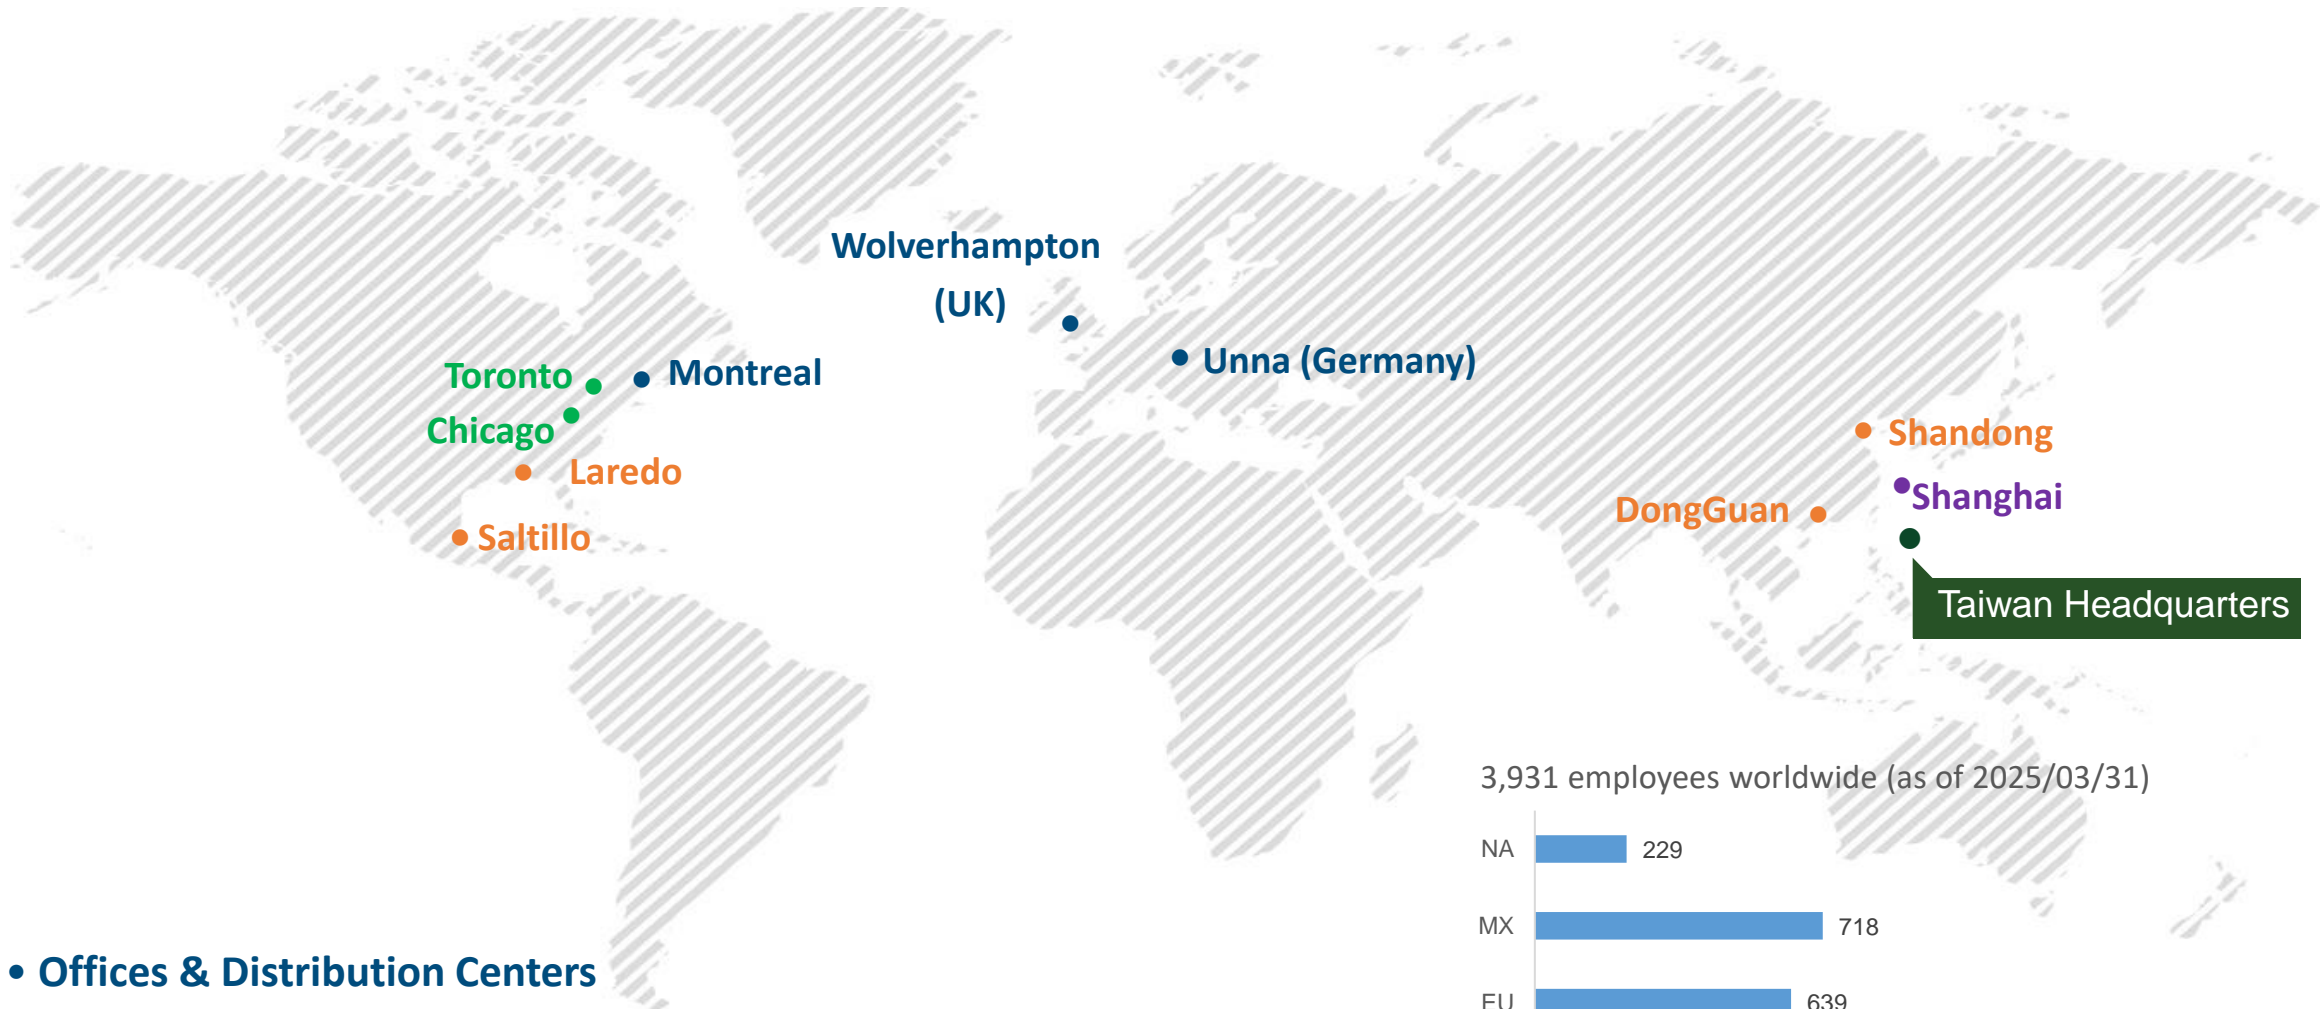 Wolverhampton
(UK)
Unna (Germany)
Toronto
Montreal
Chicago
Laredo
Saltillo
Shandong
Shanghai
DongGuan
Taiwan Headquarters
3,931 employees worldwide (as of 2025/03/31)
NA 229
MX 718
EU 639
• Offices & Distribution Centers